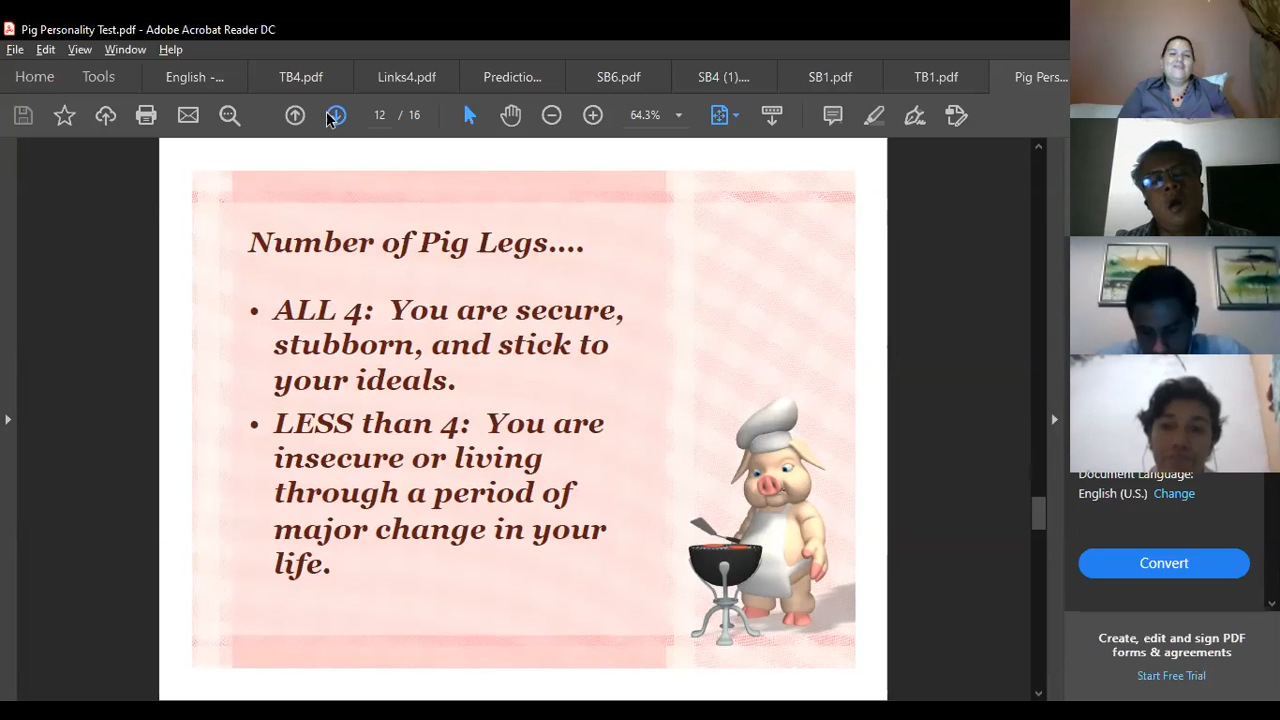 Pig Personality Test.pdf - Adobe Acrobat Reader DC
File Edit View Window Help
Home Tools English -... TB4.pdf Links4.pdf Predictio... SB6.pdf SB4 (1).... SB1.pdf TB1.pdf Pig Pers...
12 / 16 64.3%
Number of Pig Legs....
• ALL 4: You are secure,
stubborn, and stick to
your ideals.
• LESS than 4: You are
insecure or living
through a period of
major change in your
life.
Document Language:
English (U.S.) Change
Convert
Create, edit and sign PDF
forms & agreements
Start Free Trial